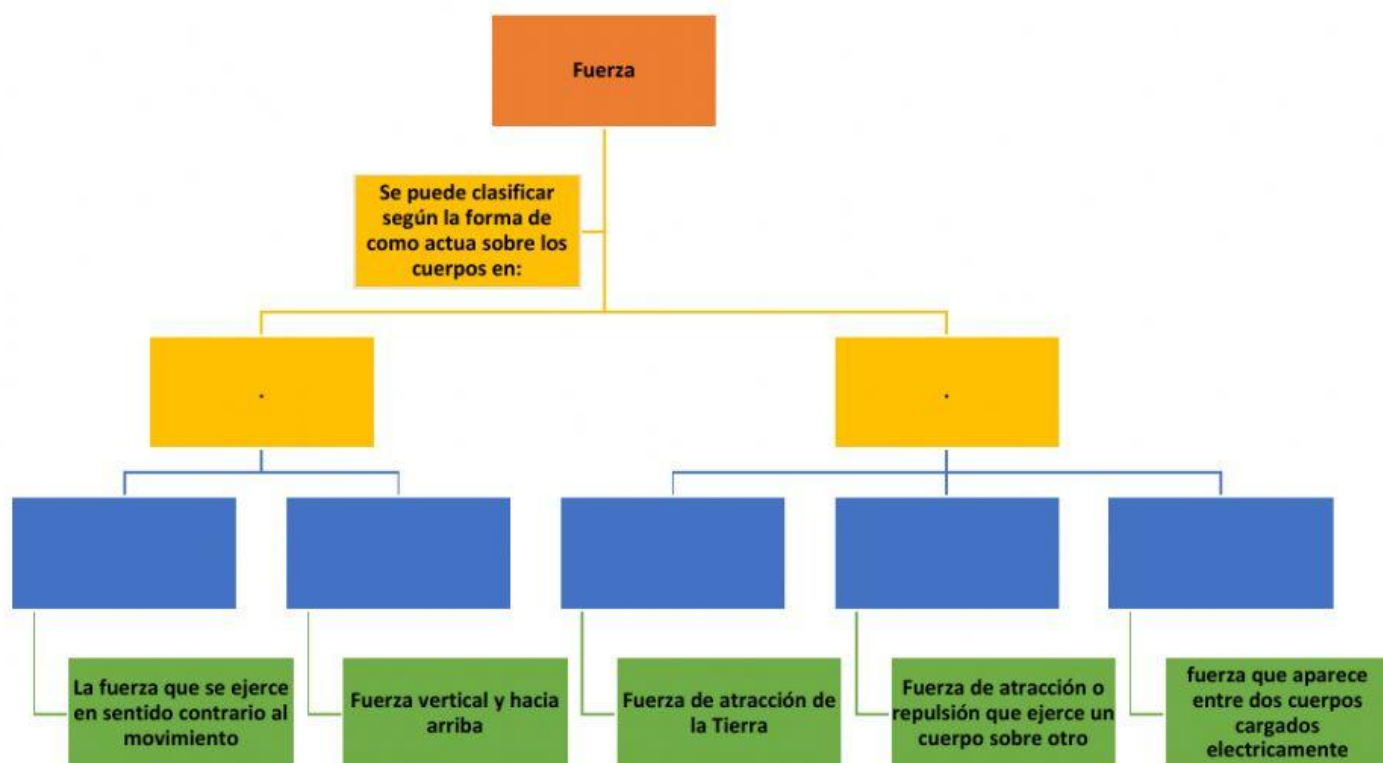 Fuerza
Se puede clasificar
según la forma de
como actua sobre los
cuerpos en:
.
.
La fuerza que se ejerce
en sentido contrario al
movimiento
Fuerza vertical y hacia
arriba
Fuerza de atracción de
la Tierra
Fuerza de atracción o
repulsión que ejerce un
cuerpo sobre otro
fuerza que aparece
entre dos cuerpos
cargados
electricamente